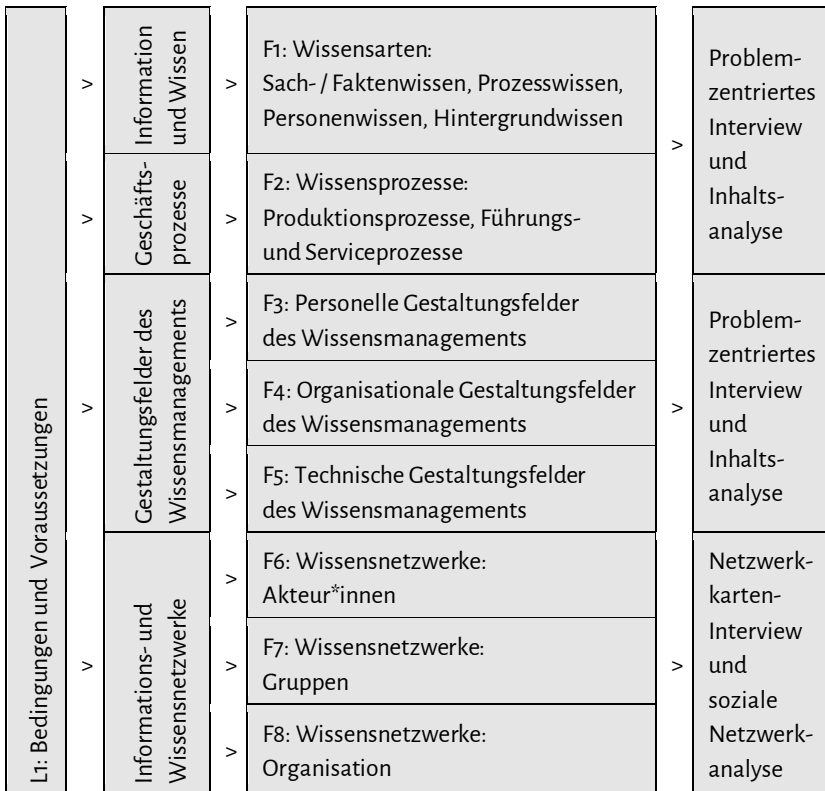 L1: Bedingungen und Voraussetzungen
>
Information
und Wissen
>
F1: Wissensarten:
Sach- / Faktenwissen, Prozesswissen,
Personenwissen, Hintergrundwissen
>
Geschäfts-
prozesse
>
F2: Wissensprozesse:
Produktionsprozesse, Führungs-
und Serviceprozesse
>
Problem-
zentriertes
Interview
und
Inhalts-
analyse
>
Gestaltungsfelder des
Wissensmanagements
>
F3: Personelle Gestaltungsfelder
des Wissensmanagements
>
F4: Organisationale Gestaltungsfelder
des Wissensmanagements
>
F5: Technische Gestaltungsfelder
des Wissensmanagements
>
Problem-
zentriertes
Interview
und
Inhalts-
analyse
>
Informations- und
Wissensnetzwerke
>
F6: Wissensnetzwerke:
Akteur*innen
>
F7: Wissensnetzwerke:
Gruppen
>
F8: Wissensnetzwerke:
Organisation
>
Netzwerk-
karten-
Interview
und
soziale
Netzwerk-
analyse